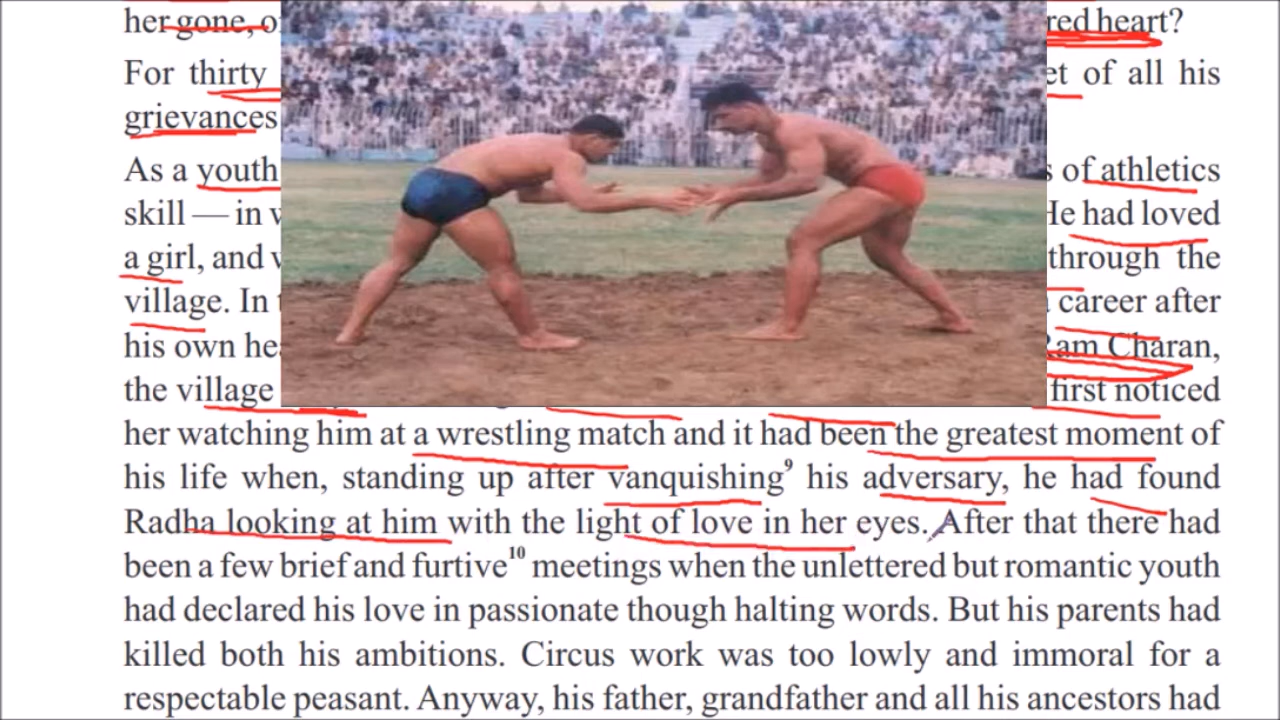 her gone, o red heart?
For thirty et of all his
grievances
As a youth s of athletics
skill — in w He had loved
a girl, and w through the
village. In t career after
his own hea Ram Charan,
the village first noticed
her watching him at a wrestling match and it had been the greatest moment of
his life when, standing up after vanquishing⁹ his adversary, he had found
Radha looking at him with the light of love in her eyes. After that there had
been a few brief and furtive¹⁰ meetings when the unlettered but romantic youth
had declared his love in passionate though halting words. But his parents had
killed both his ambitions. Circus work was too lowly and immoral for a
respectable peasant. Anyway, his father, grandfather and all his ancestors had